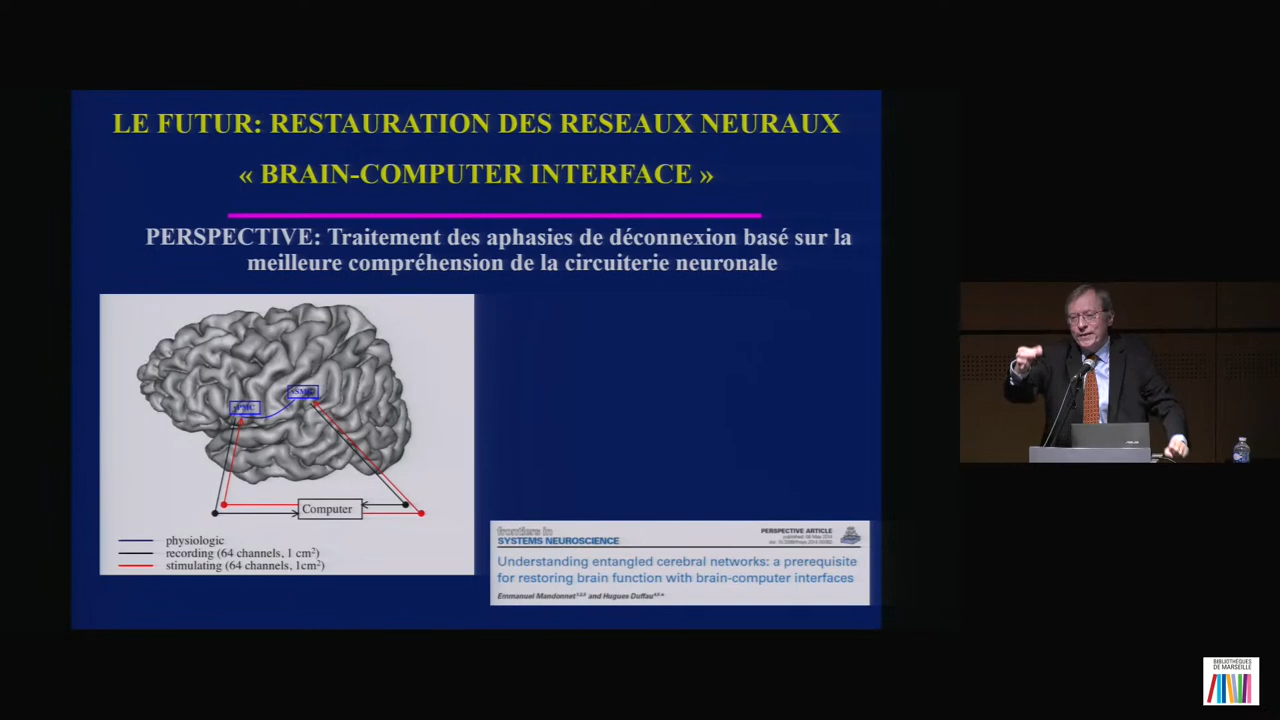 LE FUTUR: RESTAURATION DES RESEAUX NEURAUX
« BRAIN-COMPUTER INTERFACE »
PERSPECTIVE: Traitement des aphasies de déconnexion basé sur la
meilleure compréhension de la circuiterie neuronale
Computer
physiologic
recording (64 channels, 1 cm²)
stimulating (64 channels, 1cm²)
frontiers in
SYSTEMS NEUROSCIENCE
PERSPECTIVE ARTICLE
Understanding entangled cerebral networks: a prerequisite
for restoring brain function with brain-computer interfaces
Emmanuel Mandonnet and Hugues Duffau
BIBLIOTHÈQUES
DE MARSEILLE